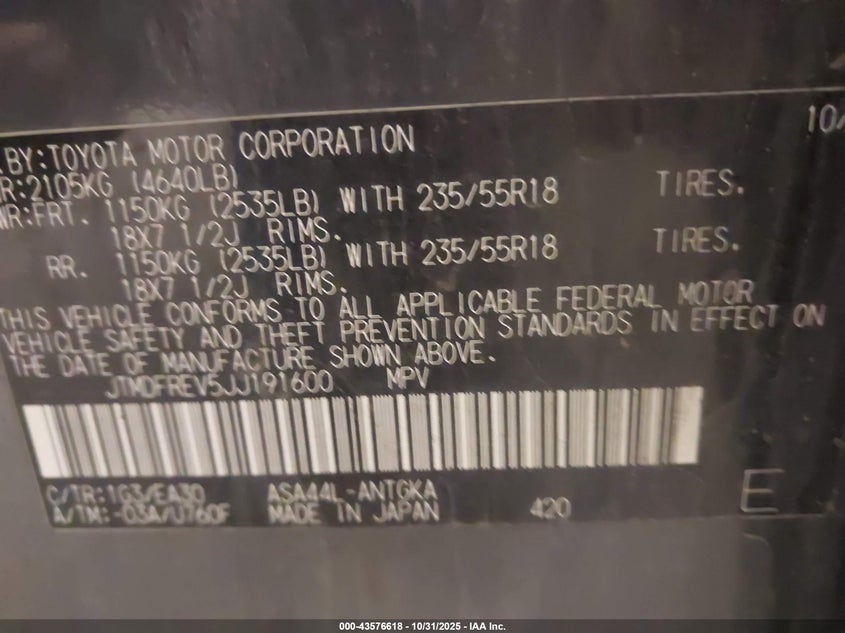 10/
.BY:TOYOTA MOTOR CORPORATION
R:2105KG (4640LB)
WR:FRT. 1150KG (2535LB) WITH 235/55R18 TIRES.
18X7 1/2J RIMS.
RR. 1150KG (2535LB) WITH 235/55R18 TIRES.
18X7 1/2J RIMS.
THIS VEHICLE CONFORMS TO ALL APPLICABLE FEDERAL MOTOR
VEHICLE SAFETY AND THEFT PREVENTION STANDARDS IN EFFECT ON
THE DATE OF MANUFACTURE SHOWN ABOVE.
JTMDFREV5JJ191600 MPV
C/TR:1G3/EA30 ASA44L-ANTGKA
A/TM:-03A/U760F MADE IN JAPAN 420 E
000-43576618 - 10/31/2025 - IAA Inc.